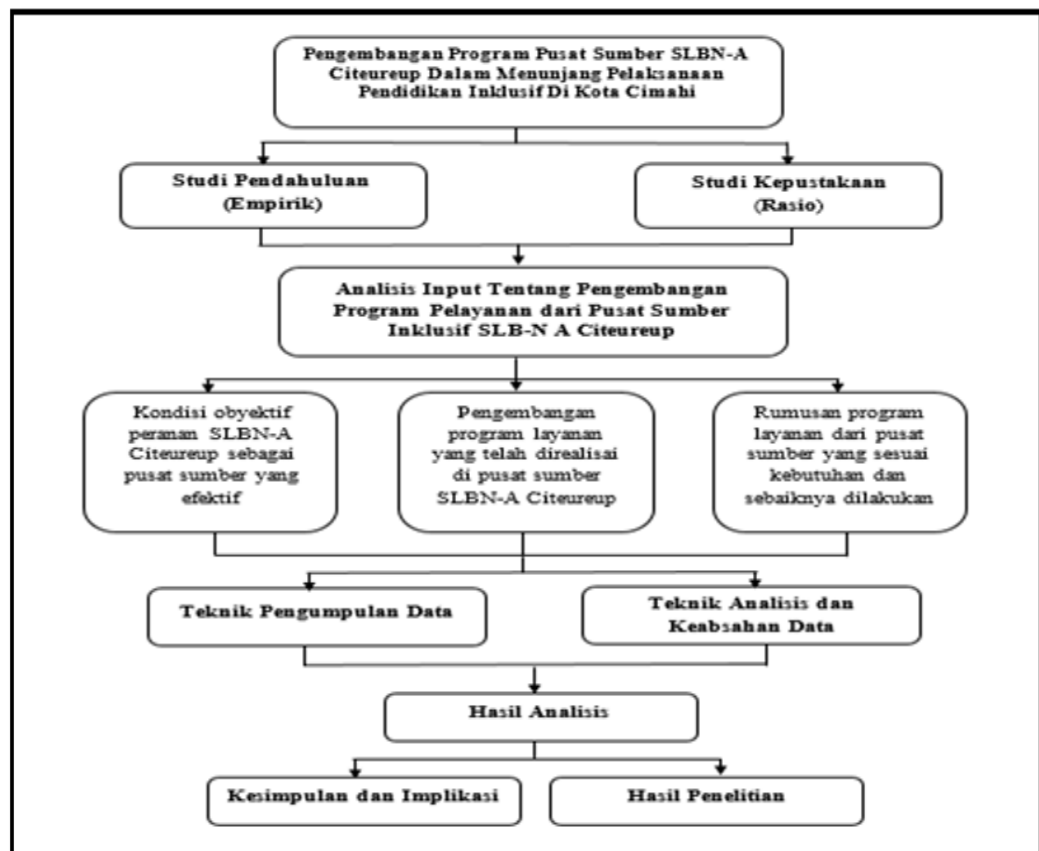 Pengembangan Program Pusat Sumber SLBN-A
Citeureup Dalam Menunjang Pelaksanaan
Pendidikan Inklusif Di Kota Cimahi
Studi Pendahuluan
(Empirik)
Studi Kepustakaan
(Rasio)
Analisis Input Tentang Pengembangan
Program Pelayanan dari Pusat Sumber
Inklusif SLB-N A Citeureup
Kondisi obyektif
peranan SLBN-A
Citeureup sebagai
pusat sumber yang
efektif
Pengembangan
program layanan
yang telah direalisai
di pusat sumber
SLBN-A Citeureup
Rumusan program
layanan dari pusat
sumber yang sesuai
kebutuhan dan
sebaiknya dilakukan
Teknik Pengumpulan Data
Teknik Analisis dan
Keabsahan Data
Hasil Analisis
Kesimpulan dan Implikasi
Hasil Penelitian